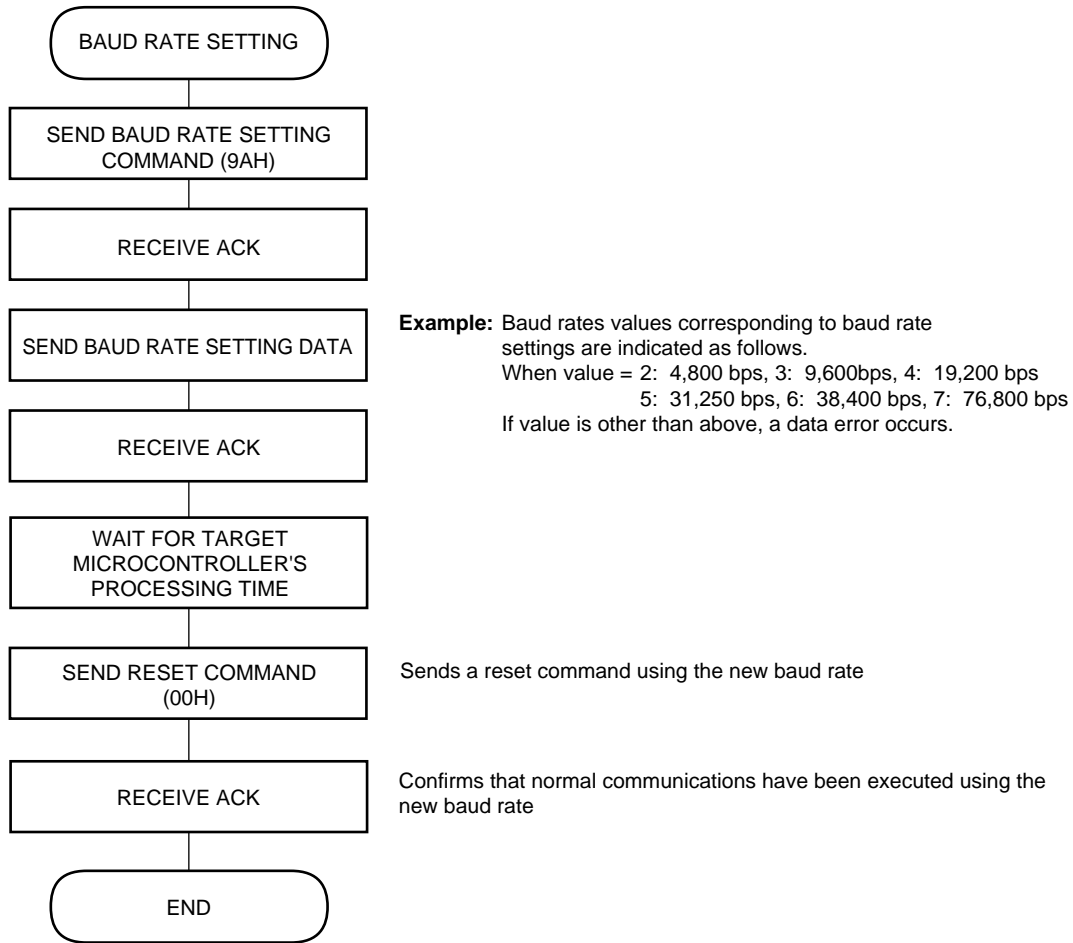 BAUD RATE SETTING
SEND BAUD RATE SETTING
COMMAND (9AH)
RECEIVE ACK
SEND BAUD RATE SETTING DATA
Example: Baud rates values corresponding to baud rate
settings are indicated as follows.
When value = 2: 4,800 bps, 3: 9,600bps, 4: 19,200 bps
5: 31,250 bps, 6: 38,400 bps, 7: 76,800 bps
If value is other than above, a data error occurs.
RECEIVE ACK
WAIT FOR TARGET
MICROCONTROLLER'S
PROCESSING TIME
SEND RESET COMMAND
(00H)
Sends a reset command using the new baud rate
RECEIVE ACK
Confirms that normal communications have been executed using the
new baud rate
END